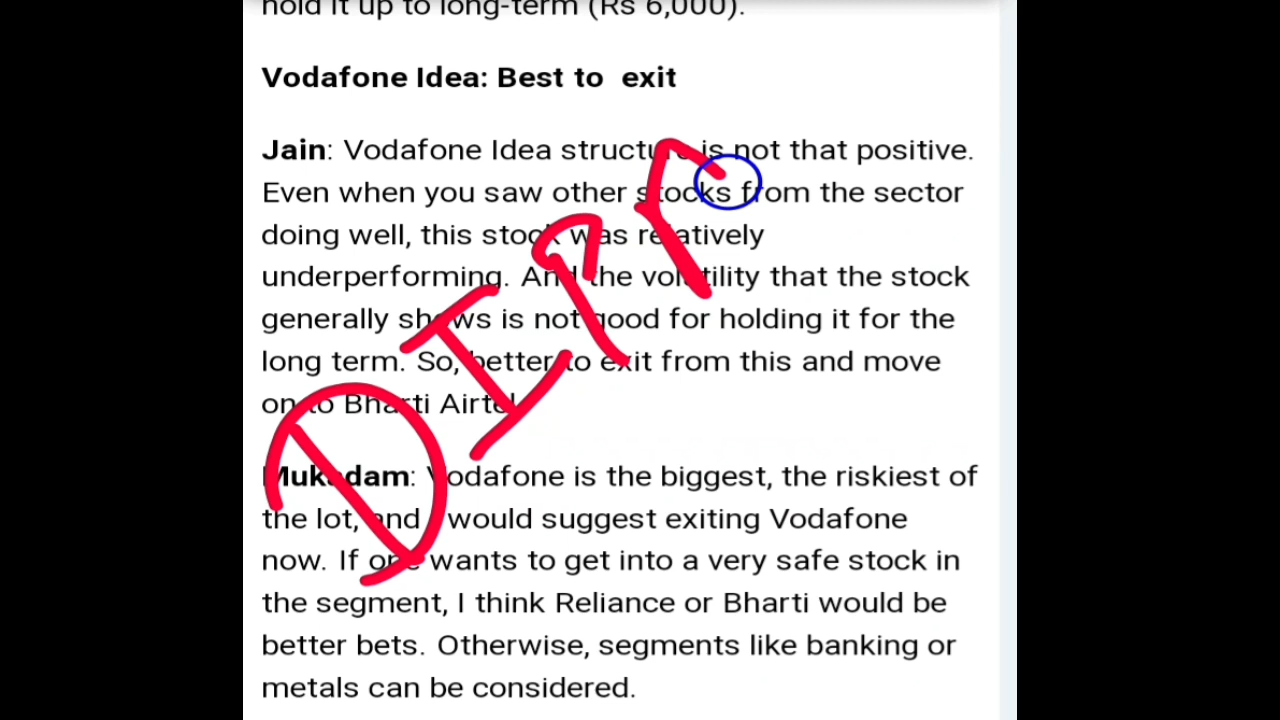 hold it up to long-term (Rs 6,000).
Vodafone Idea: Best to exit
Jain: Vodafone Idea structure is not that positive.
Even when you saw other stocks from the sector
doing well, this stock was relatively
underperforming. And the volatility that the stock
generally shows is not good for holding it for the
long term. So, better to exit from this and move
on to Bharti Airtel.
Mukadam: Vodafone is the biggest, the riskiest of
the lot, and I would suggest exiting Vodafone
now. If one wants to get into a very safe stock in
the segment, I think Reliance or Bharti would be
better bets. Otherwise, segments like banking or
metals can be considered.